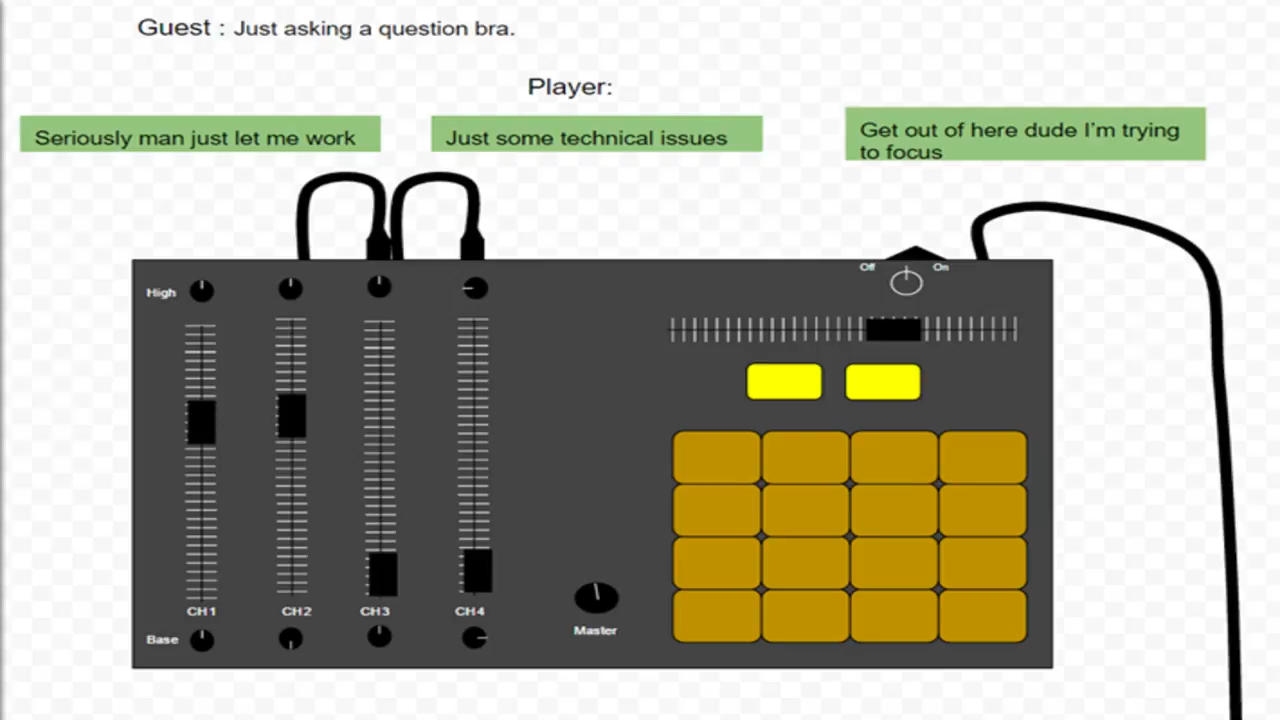 Guest : Just asking a question bra.
Player:
Seriously man just let me work
Just some technical issues
Get out of here dude I'm trying
to focus
Off On
High
CH1 CH2 CH3 CH4
Master
Base